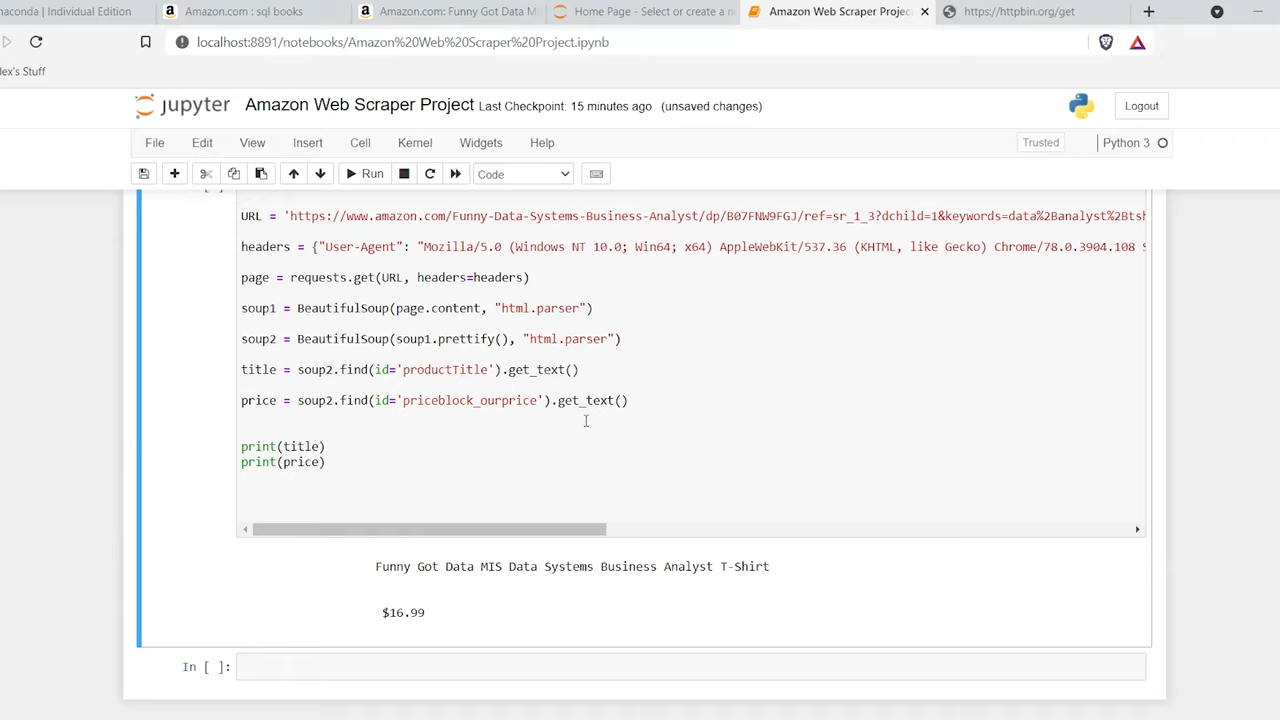 naconda | Individual Edition
Amazon.com : sql books
Amazon.com: Funny Got Data M
Home Page - Select or create a n
Amazon Web Scraper Projec
https://httpbin.org/get
localhost:8891/notebooks/Amazon%20Web%20Scraper%20Project.ipynb
lex's Stuff
jupyter Amazon Web Scraper Project Last Checkpoint: 15 minutes ago (unsaved changes)
Logout
File Edit View Insert Cell Kernel Widgets Help
Trusted
Python 3
Run
Code
URL = 'https://www.amazon.com/Funny-Data-Systems-Business-Analyst/dp/B07FNW9FGJ/ref=sr_1_3?dchild=1&keywords=data%2Banalyst%2Btsh
headers = {"User-Agent": "Mozilla/5.0 (Windows NT 10.0; Win64; x64) AppleWebKit/537.36 (KHTML, like Gecko) Chrome/78.0.3904.108 S
page = requests.get(URL, headers=headers)
soup1 = BeautifulSoup(page.content, "html.parser")
soup2 = BeautifulSoup(soup1.prettify(), "html.parser")
title = soup2.find(id='productTitle').get_text()
price = soup2.find(id='priceblock_ourprice').get_text()
print(title)
print(price)
Funny Got Data MIS Data Systems Business Analyst T-Shirt
$16.99
In [ ]: